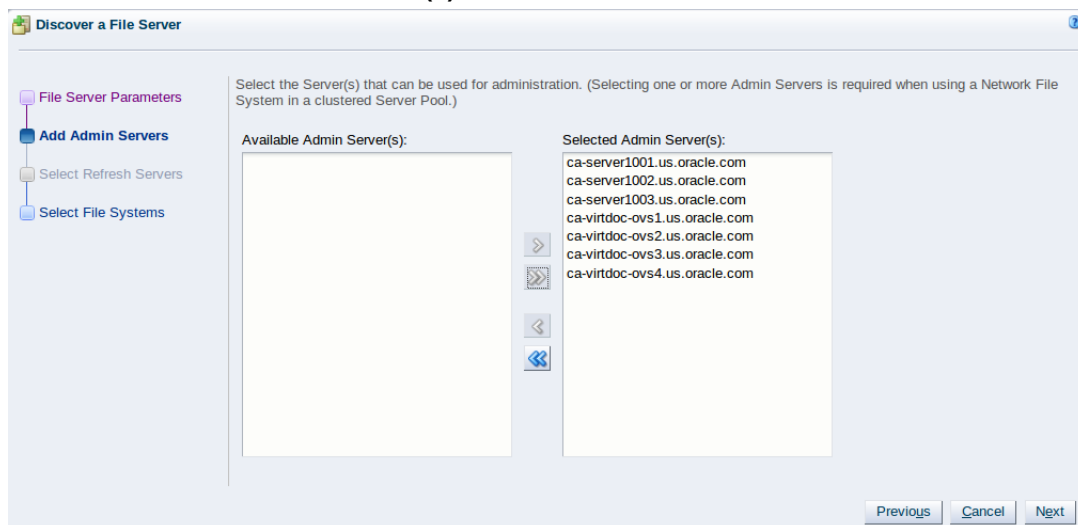 (s)
Discover a File Server
File Server Parameters
Add Admin Servers
Select Refresh Servers
Select File Systems
Select the Server(s) that can be used for administration. (Selecting one or more Admin Servers is required when using a Network File
System in a clustered Server Pool.)
Available Admin Server(s):
Selected Admin Server(s):
ca-server1001.us.oracle.com
ca-server1002.us.oracle.com
ca-server1003.us.oracle.com
ca-virtdoc-ovs1.us.oracle.com
ca-virtdoc-ovs2.us.oracle.com
ca-virtdoc-ovs3.us.oracle.com
ca-virtdoc-ovs4.us.oracle.com
Previous Cancel Next